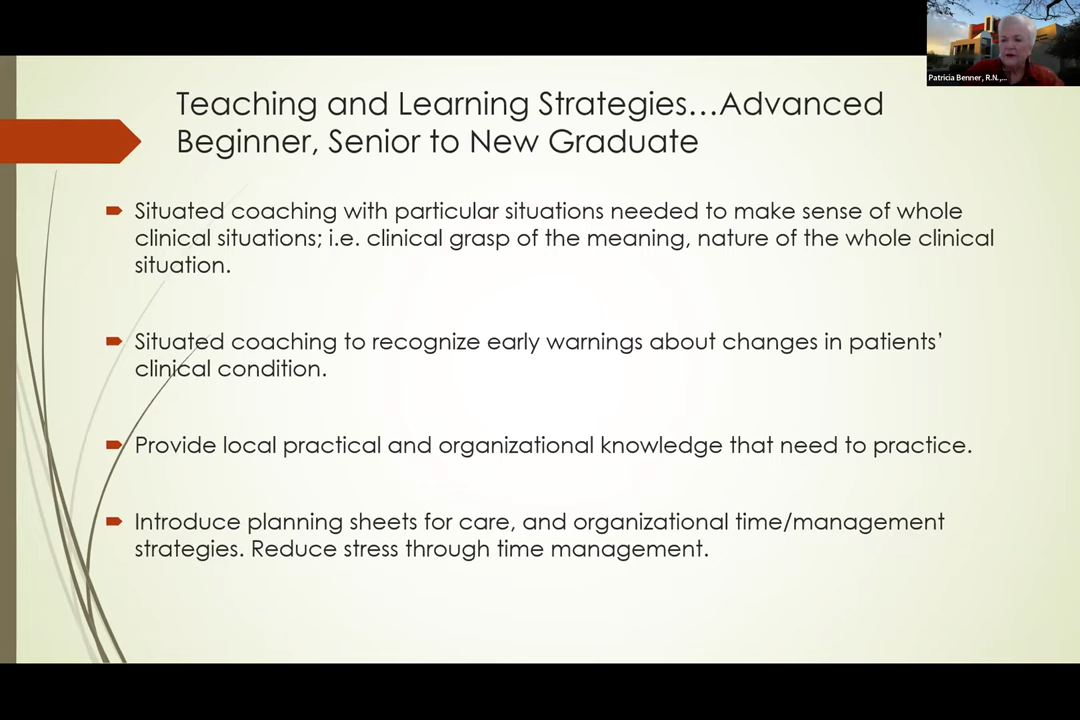 Patricia Benner, R.N.,...
Teaching and Learning Strategies…Advanced
Beginner, Senior to New Graduate
Situated coaching with particular situations needed to make sense of whole
clinical situations; i.e. clinical grasp of the meaning, nature of the whole clinical
situation.
Situated coaching to recognize early warnings about changes in patients'
clinical condition.
Provide local practical and organizational knowledge that need to practice.
Introduce planning sheets for care, and organizational time/management
strategies. Reduce stress through time management.